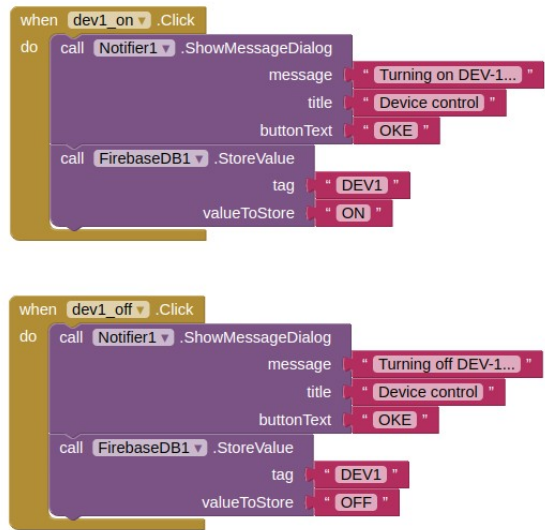 when dev1_on .Click
do call Notifier1 .ShowMessageDialog
message " Turning on DEV-1... "
title " Device control "
buttonText " OKE "
call FirebaseDB1 .StoreValue
tag " DEV1 "
valueToStore " ON "
when dev1_off .Click
do call Notifier1 .ShowMessageDialog
message " Turning off DEV-1... "
title " Device control "
buttonText " OKE "
call FirebaseDB1 .StoreValue
tag " DEV1 "
valueToStore " OFF "